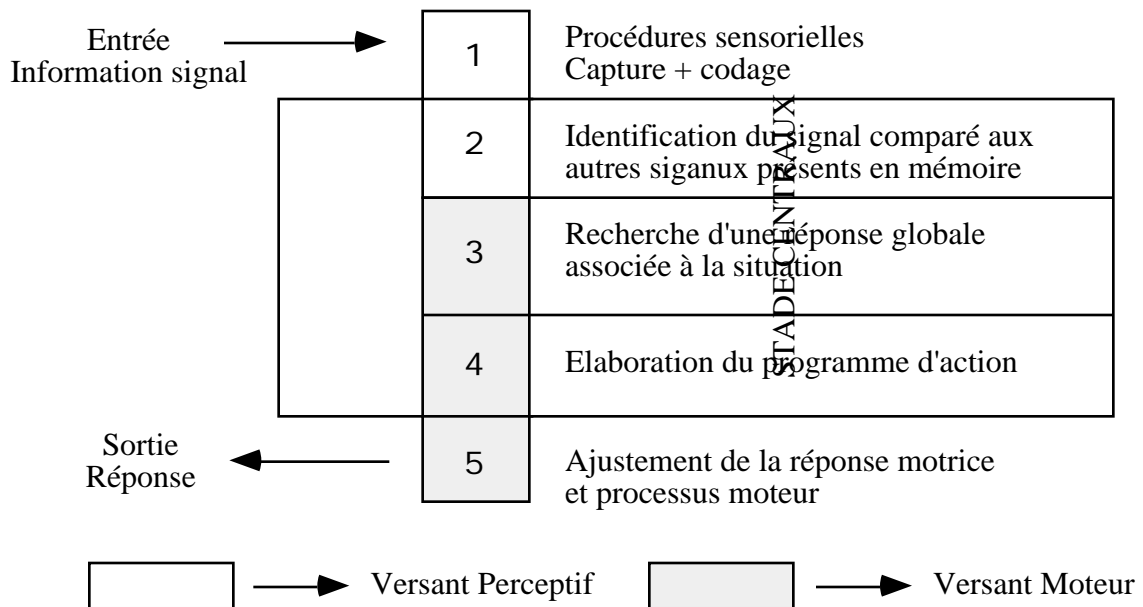 Entrée
Information signal
1
Procédures sensorielles
Capture + codage
2
Identification du signal comparé aux
autres siganux présents en mémoire
3
Recherche d'une réponse globale
associée à la situation
4
Elaboration du programme d'action
STADE CENTRAUX
Sortie
Réponse
5
Ajustement de la réponse motrice
et processus moteur
Versant Perceptif
Versant Moteur